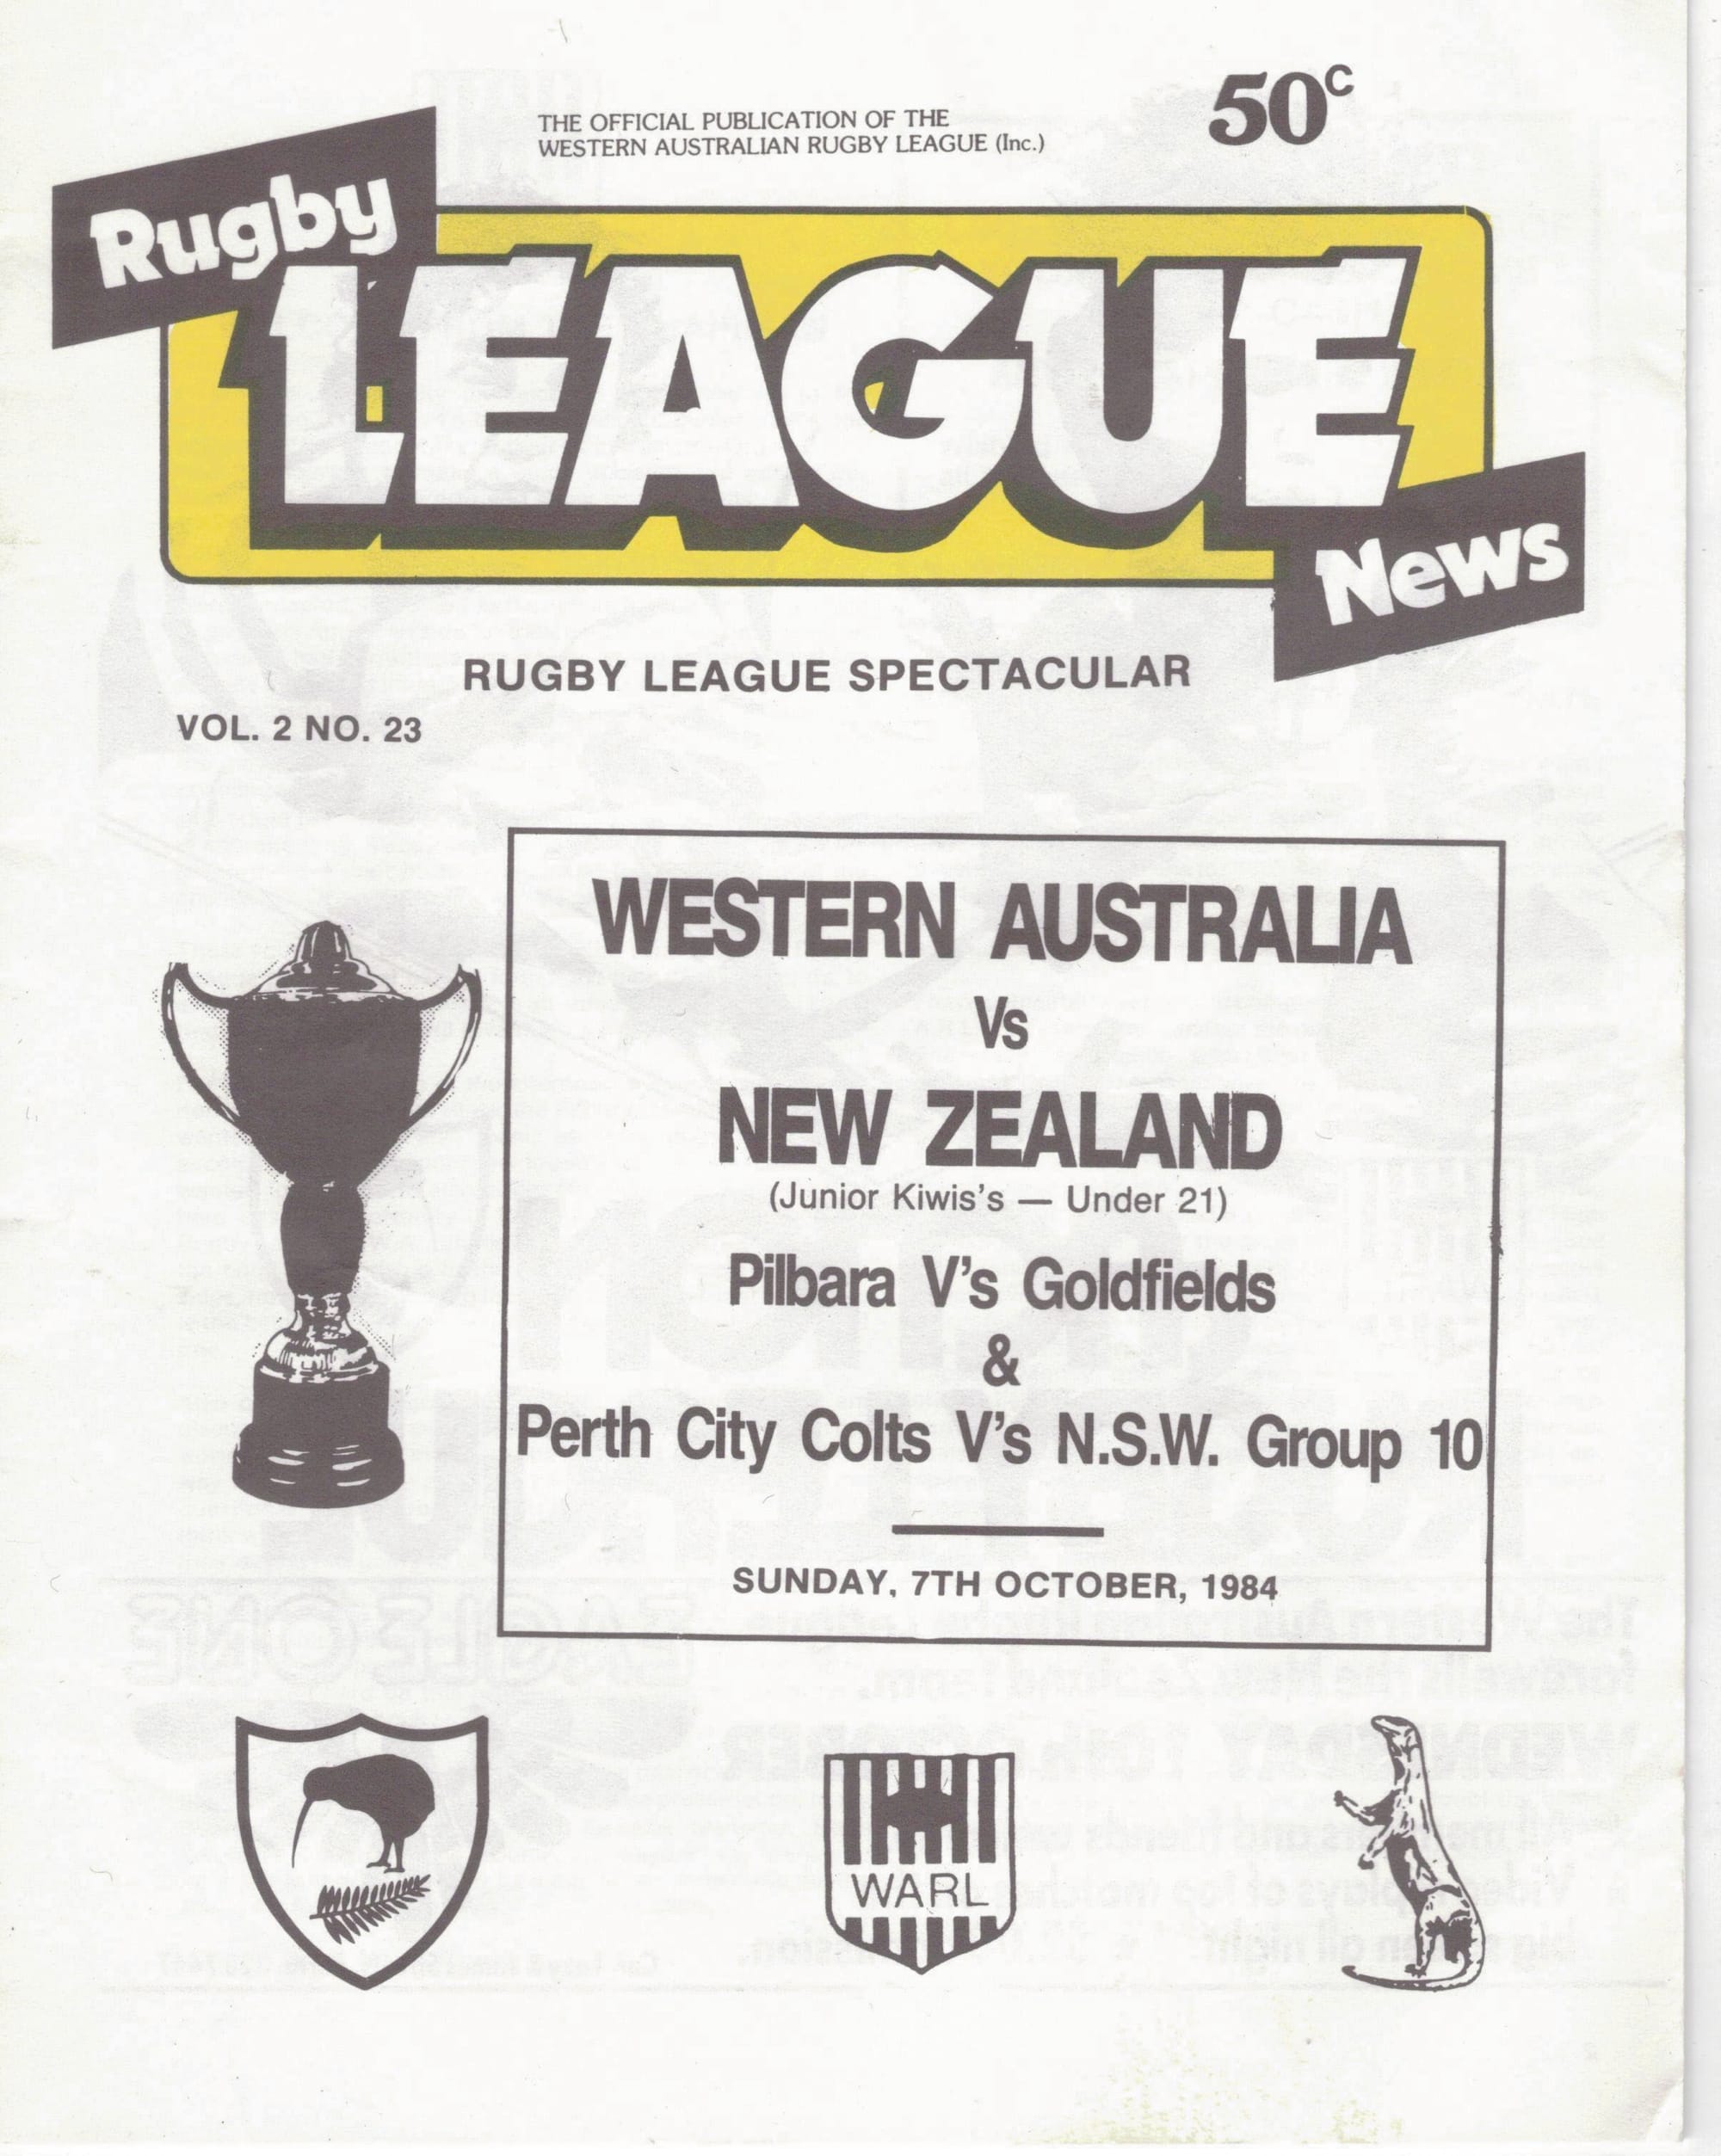 THE OFFICIAL PUBLICATION OF THE
WESTERN AUSTRALIAN RUGBY LEAGUE (Inc.)
50c
Rugby
LEAGUE
News
RUGBY LEAGUE SPECTACULAR
VOL. 2 NO. 23
WESTERN AUSTRALIA
Vs
NEW ZEALAND
(Junior Kiwis's — Under 21)
Pilbara V's Goldfields
&
Perth City Colts V's N.S.W. Group 10
SUNDAY, 7TH OCTOBER, 1984
WARL